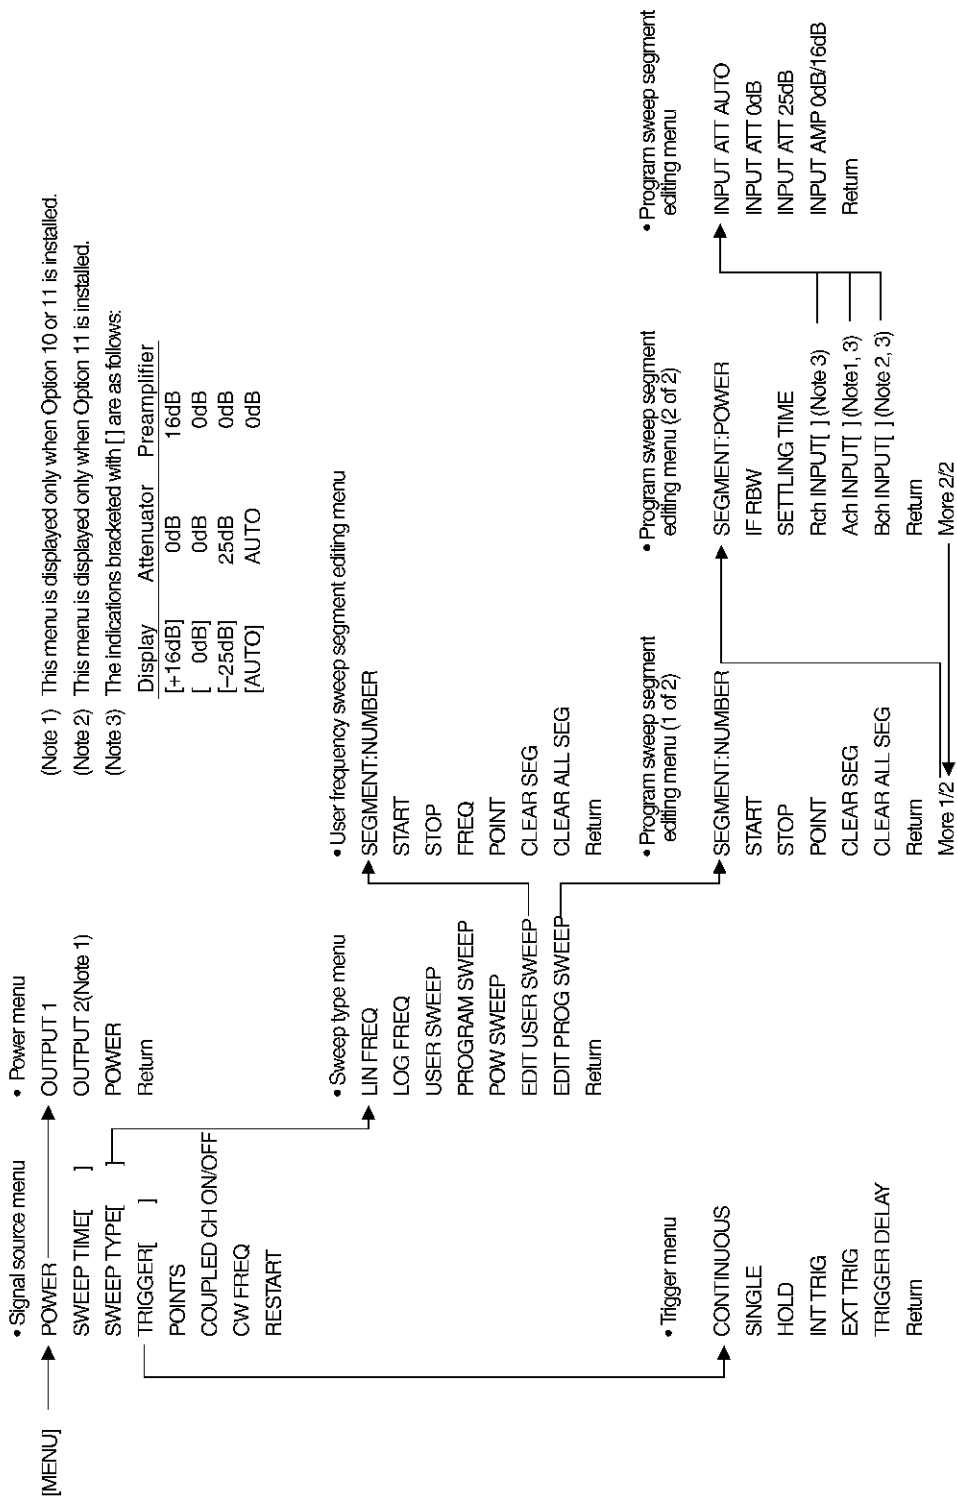 [MENU]
• Signal source menu
POWER
SWEEP TIME[ ]
SWEEP TYPE[ ]
TRIGGER[ ]
POINTS
COUPLED CH ON/OFF
CW FREQ
RESTART
• Power menu
OUTPUT 1
OUTPUT 2(Note 1)
POWER
Return
(Note 1) This menu is displayed only when Option 10 or 11 is installed.
(Note 2) This menu is displayed only when Option 11 is installed.
(Note 3) The indications bracketed with [ ] are as follows:
Display Attenuator Preamplifier
[+16dB] 0dB 16dB
[ 0dB] 0dB 0dB
[−25dB] 25dB 0dB
[AUTO] AUTO 0dB
• Sweep type menu
LIN FREQ
LOG FREQ
USER SWEEP
PROGRAM SWEEP
POW SWEEP
EDIT USER SWEEP
EDIT PROG SWEEP
Return
• User frequency sweep segment editing menu
SEGMENT:NUMBER
START
STOP
FREQ
POINT
CLEAR SEG
CLEAR ALL SEG
Return
• Trigger menu
CONTINUOUS
SINGLE
HOLD
INT TRIG
EXT TRIG
TRIGGER DELAY
Return
• Program sweep segment
editing menu (1 of 2)
SEGMENT:NUMBER
START
STOP
POINT
CLEAR SEG
CLEAR ALL SEG
Return
More 1/2
• Program sweep segment
editing menu (2 of 2)
SEGMENT:POWER
IF RBW
SETTLING TIME
Rch INPUT[ ] (Note 3)
Ach INPUT[ ] (Note1, 3)
Bch INPUT[ ] (Note 2, 3)
Return
More 2/2
• Program sweep segment
editing menu
INPUT ATT AUTO
INPUT ATT 0dB
INPUT ATT 25dB
INPUT AMP 0dB/16dB
Return